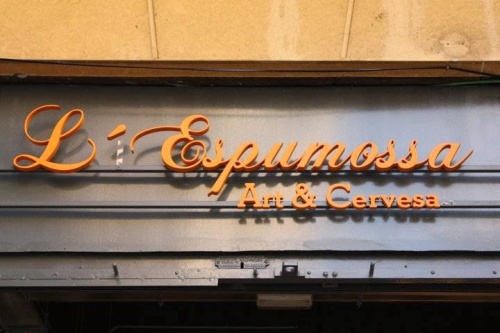 L´Espumossa
Art & Cervesa